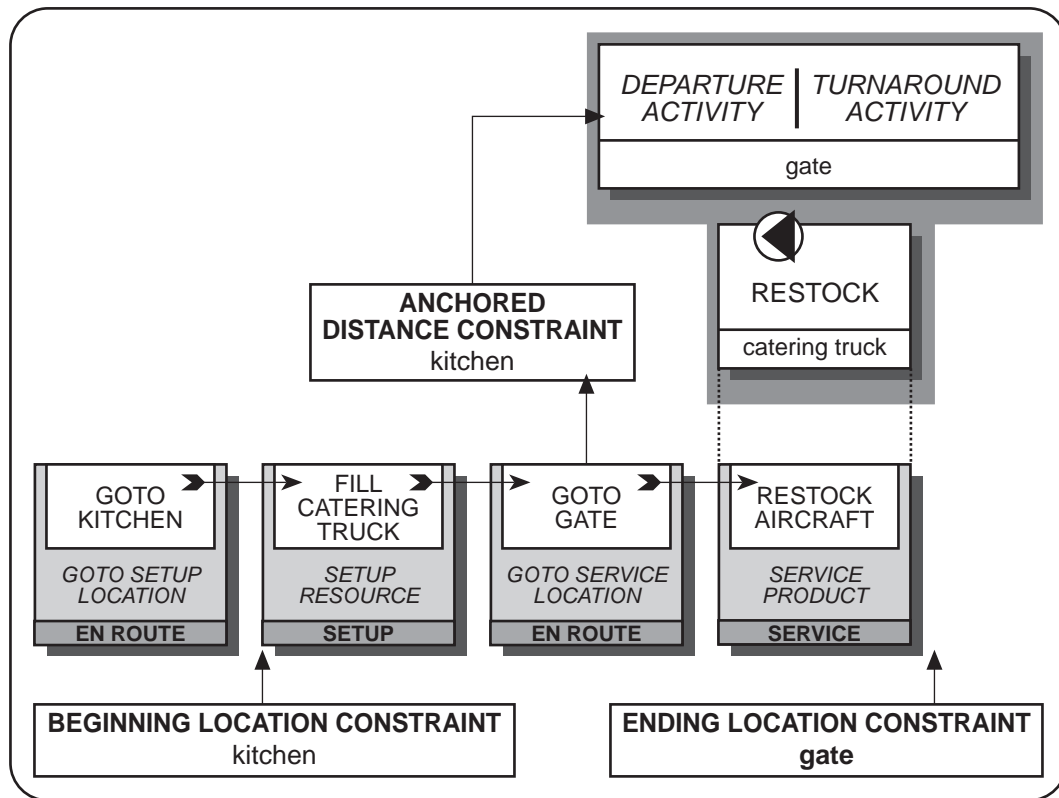 DEPARTURE
ACTIVITY
TURNAROUND
ACTIVITY
gate
RESTOCK
catering truck
ANCHORED
DISTANCE CONSTRAINT
kitchen
GOTO
KITCHEN
GOTO SETUP
LOCATION
EN ROUTE
FILL
CATERING
TRUCK
SETUP
RESOURCE
SETUP
GOTO
GATE
GOTO SERVICE
LOCATION
EN ROUTE
RESTOCK
AIRCRAFT
SERVICE
PRODUCT
SERVICE
BEGINNING LOCATION CONSTRAINT
kitchen
ENDING LOCATION CONSTRAINT
gate